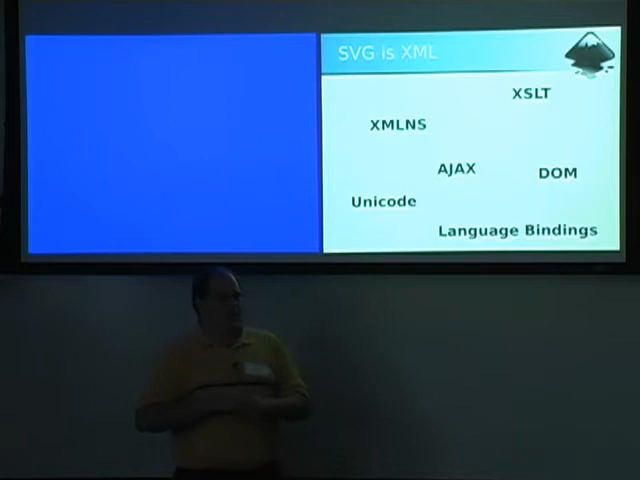 SVG is XML
XSLT
XMLNS
AJAX
DOM
Unicode
Language Bindings